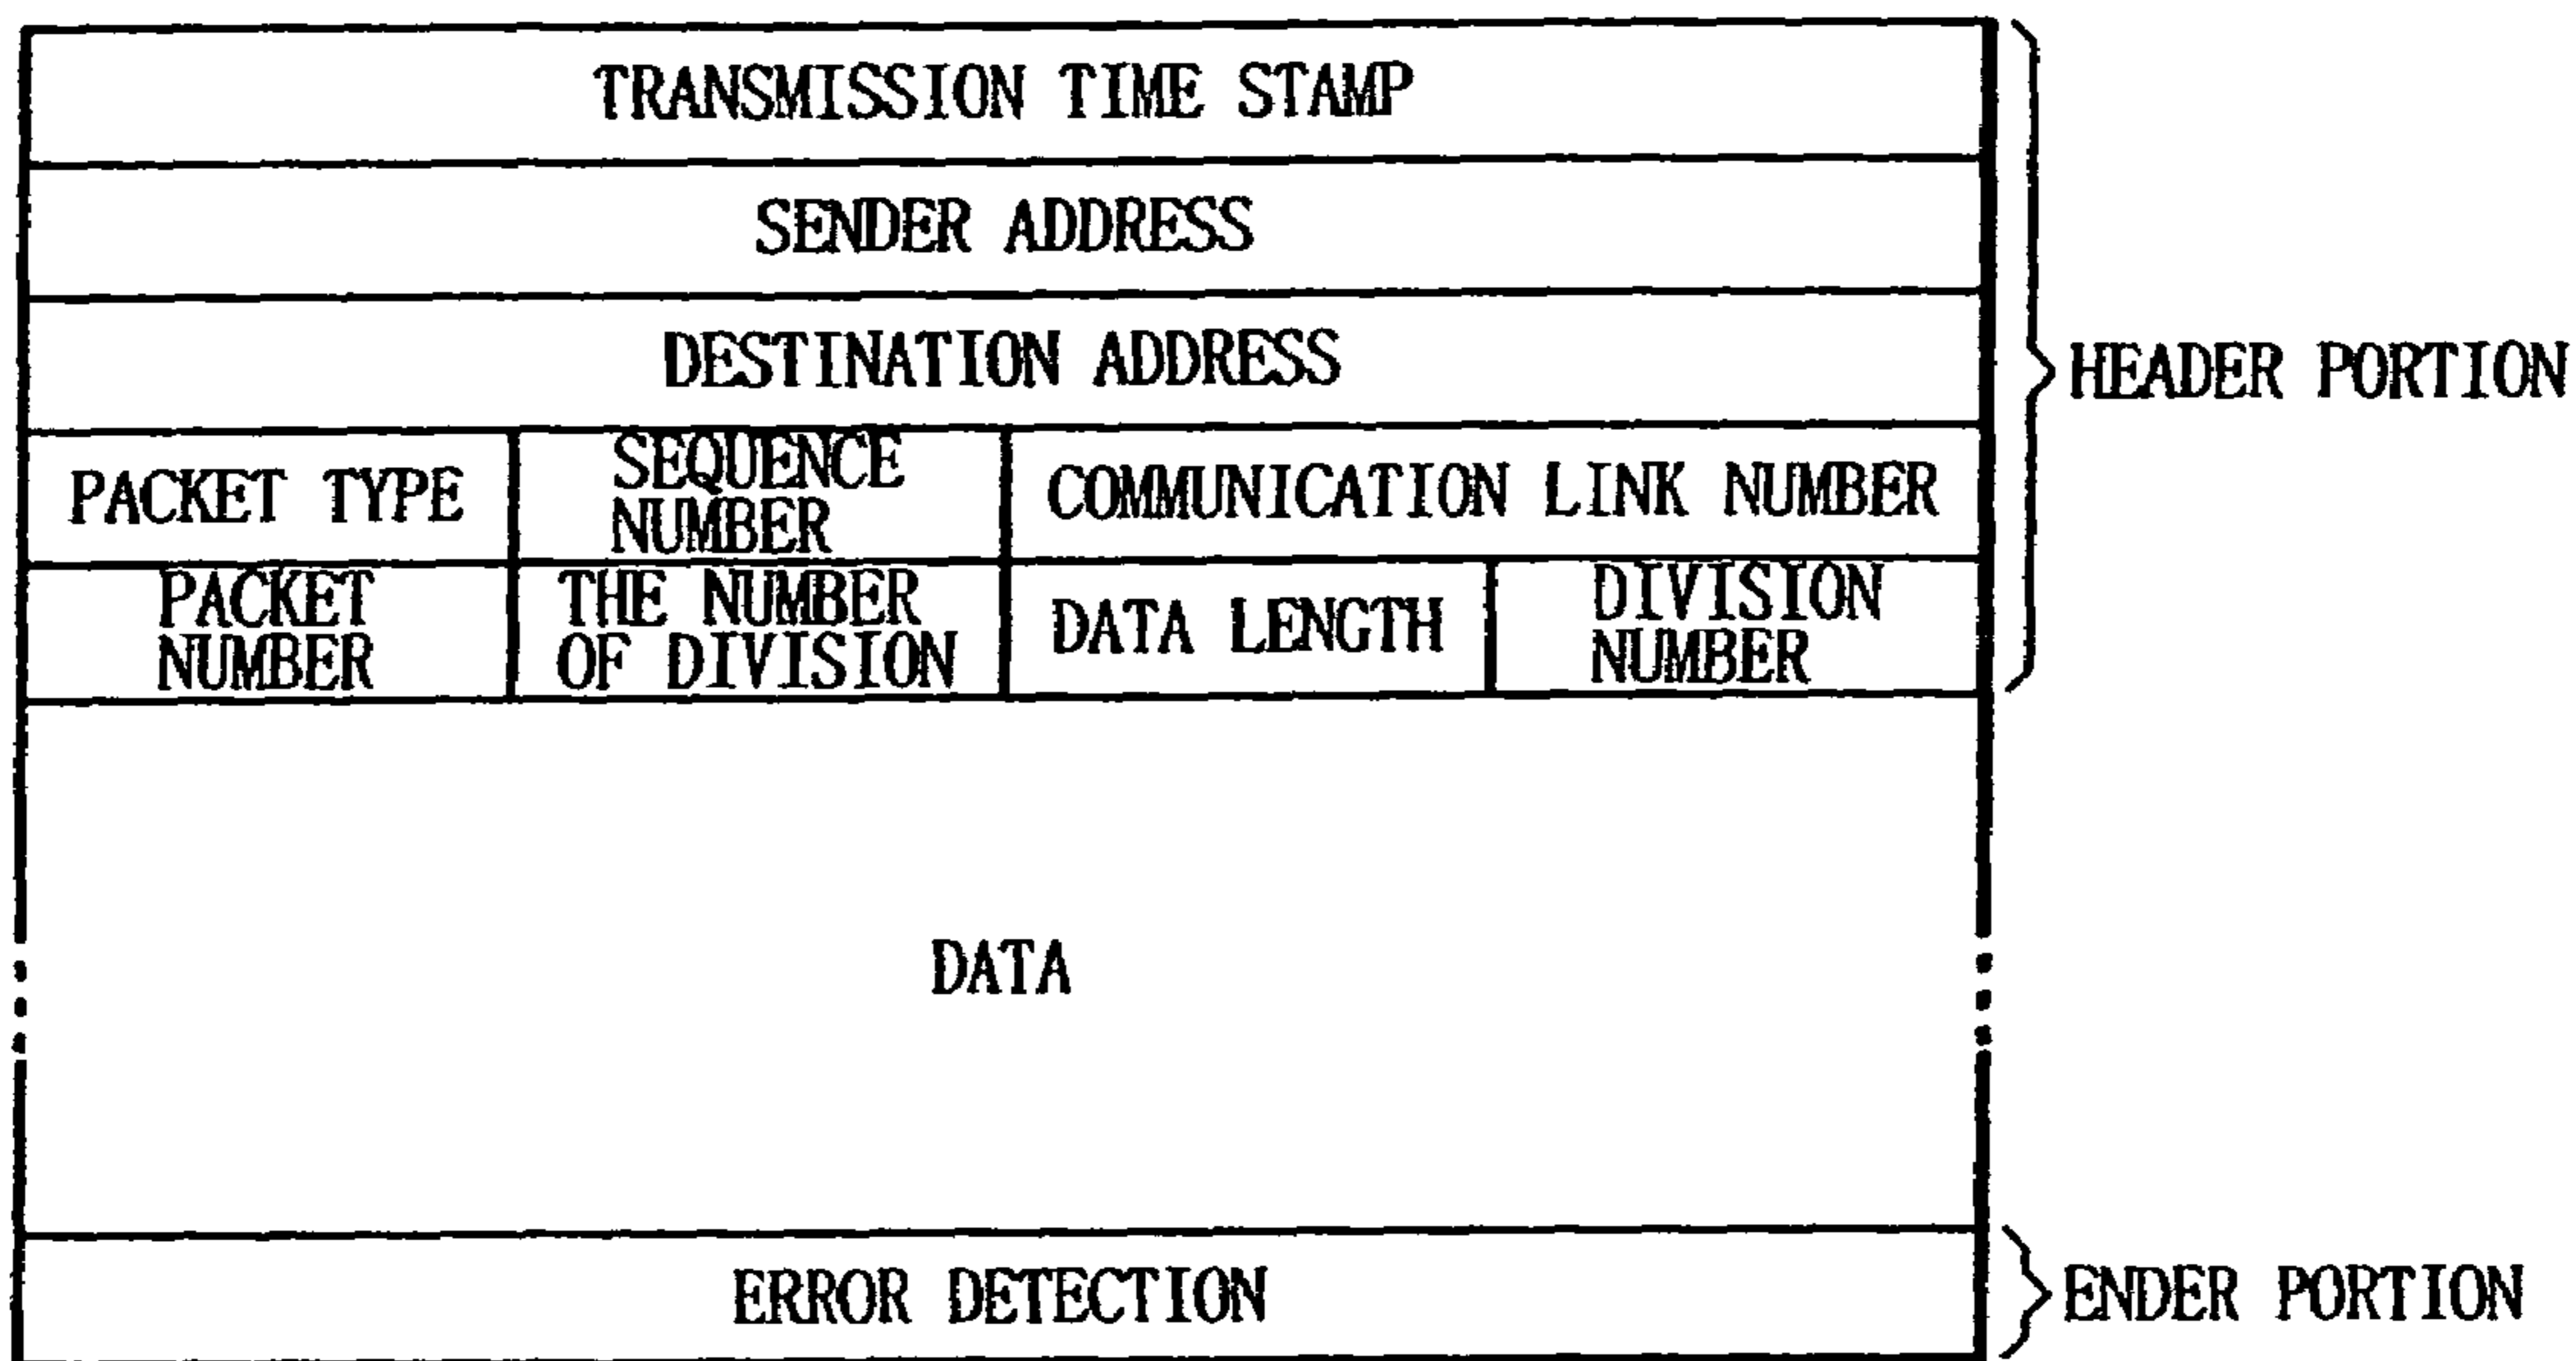 TRANSMISSION TIME STAMP
SENDER ADDRESS
DESTINATION ADDRESS
HEADER PORTION
PACKET TYPE
SEQUENCE
NUMBER
COMMUNICATION LINK NUMBER
PACKET
NUMBER
THE NUMBER
OF DIVISION
DATA LENGTH
DIVISION
NUMBER
DATA
ERROR DETECTION
ENDER PORTION